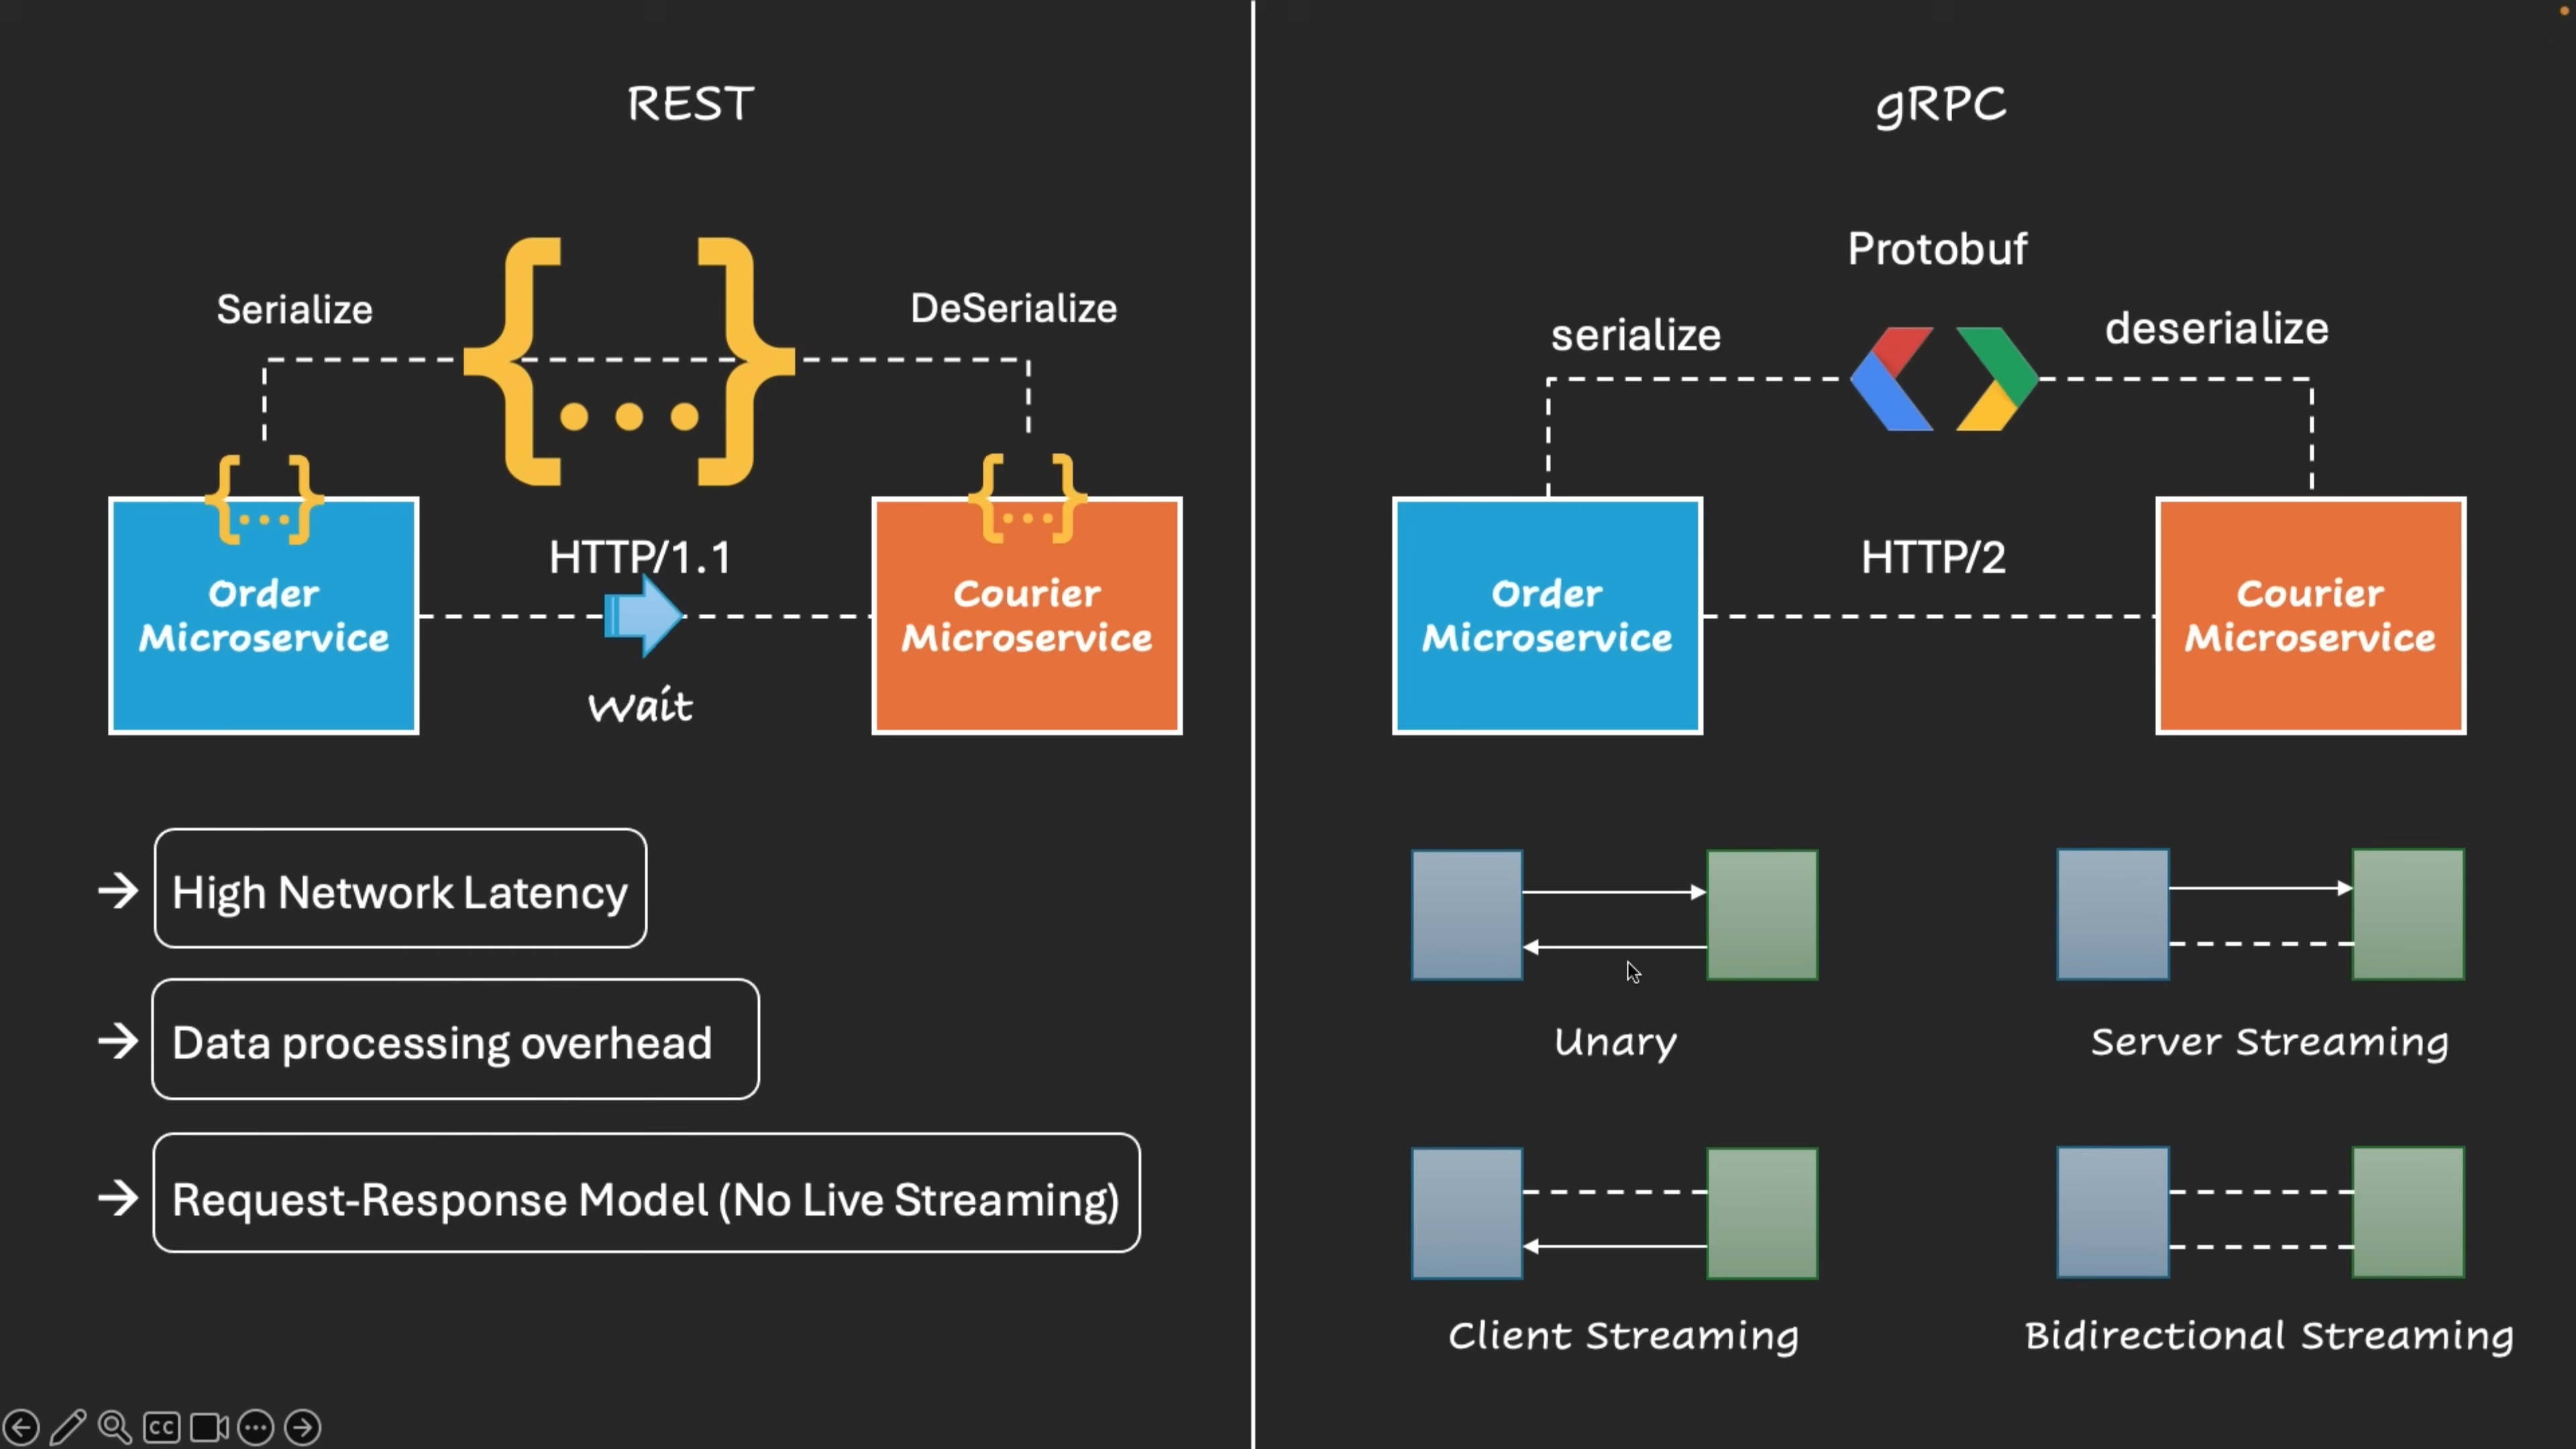 REST
Serialize
DeSerialize
{...}
{...}
{...}
HTTP/1.1
Order
Microservice
Courier
Microservice
Wait
High Network Latency
Data processing overhead
Request-Response Model (No Live Streaming)
gRPC
Protobuf
serialize
deserialize
HTTP/2
Order
Microservice
Courier
Microservice
Unary
Server Streaming
Client Streaming
Bidirectional Streaming
CC